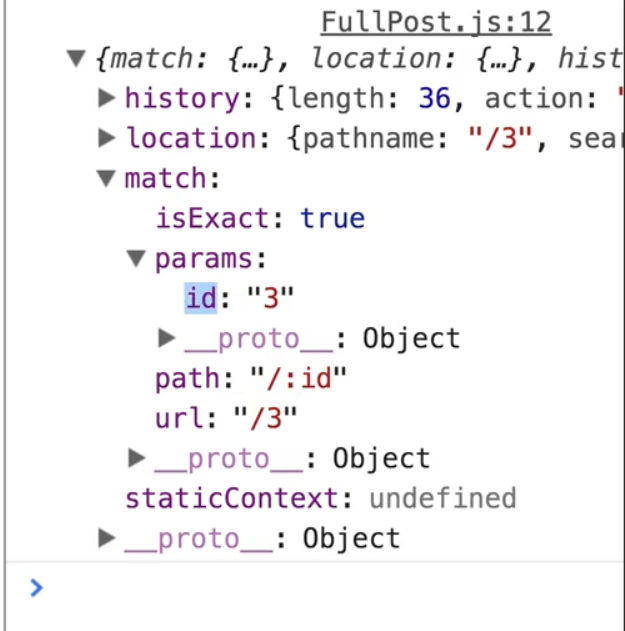 FullPost.js:12
▼{match: {…}, location: {…}, hist
▶history: {length: 36, action: "
▶location: {pathname: "/3", sear
▼match:
isExact: true
▼params:
id: "3"
▶__proto__: Object
path: "/:id"
url: "/3"
▶__proto__: Object
staticContext: undefined
▶__proto__: Object
>